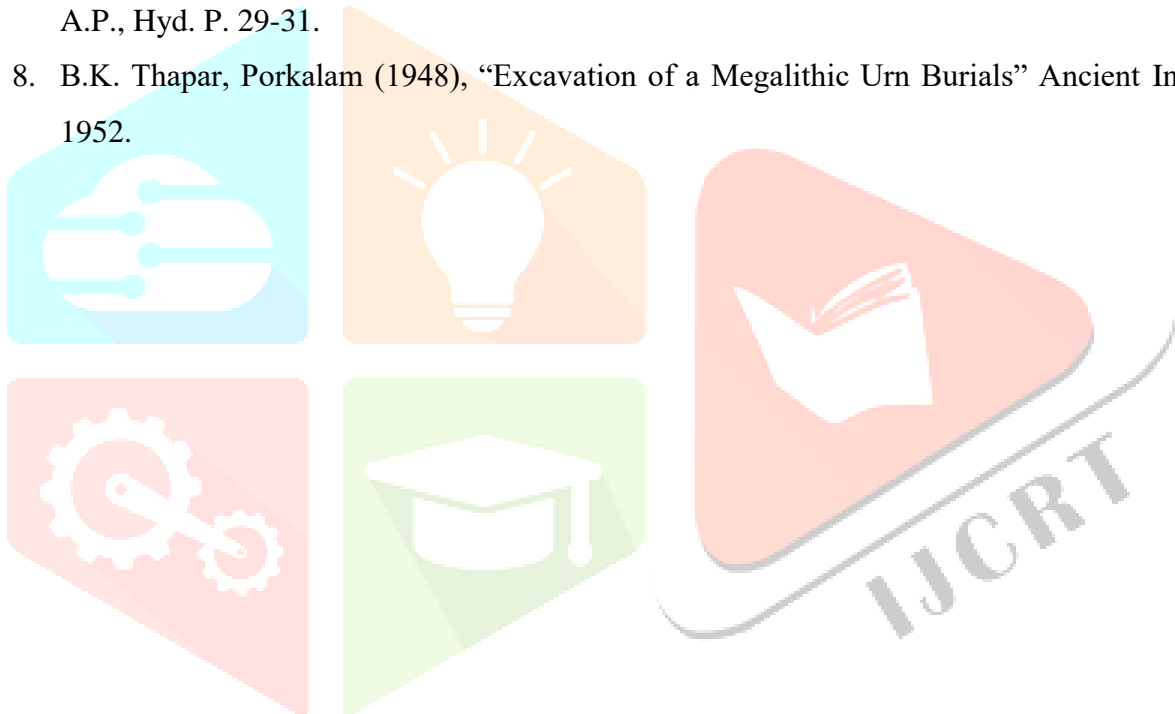 A.P., Hyd. P. 29-31.
8. B.K. Thapar, Porkalam (1948), “Excavation of a Megalithic Urn Burials” Ancient In
1952.
IJCRT